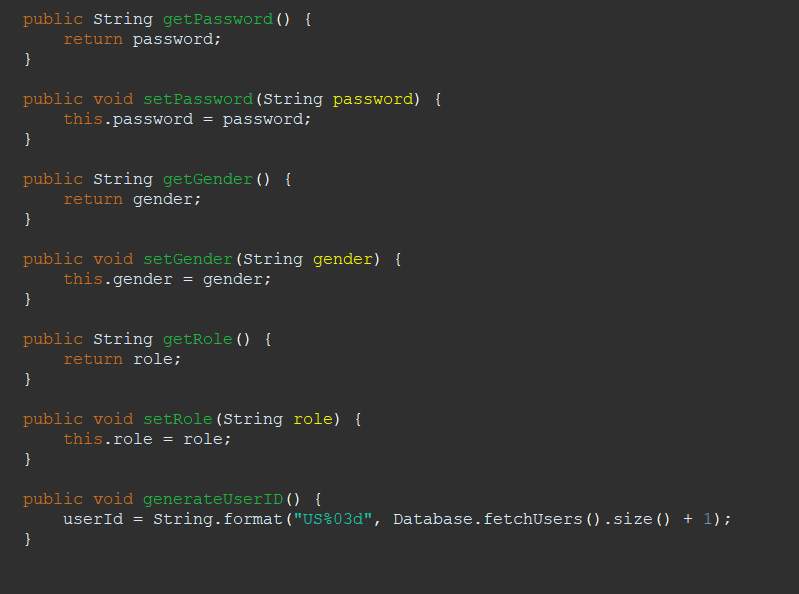 public String getPassword() {
    return password;
}

public void setPassword(String password) {
    this.password = password;
}

public String getGender() {
    return gender;
}

public void setGender(String gender) {
    this.gender = gender;
}

public String getRole() {
    return role;
}

public void setRole(String role) {
    this.role = role;
}

public void generateUserID() {
    userId = String.format("US%03d", Database.fetchUsers().size() + 1);
}